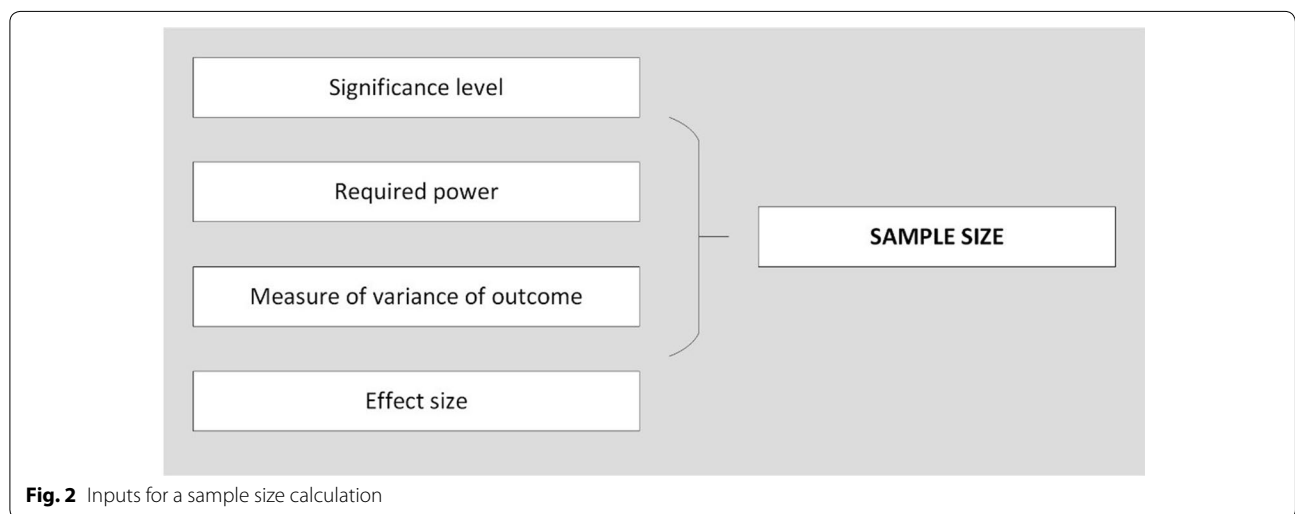 Significance level
Required power
Measure of variance of outcome
Effect size
SAMPLE SIZE
Fig. 2 Inputs for a sample size calculation